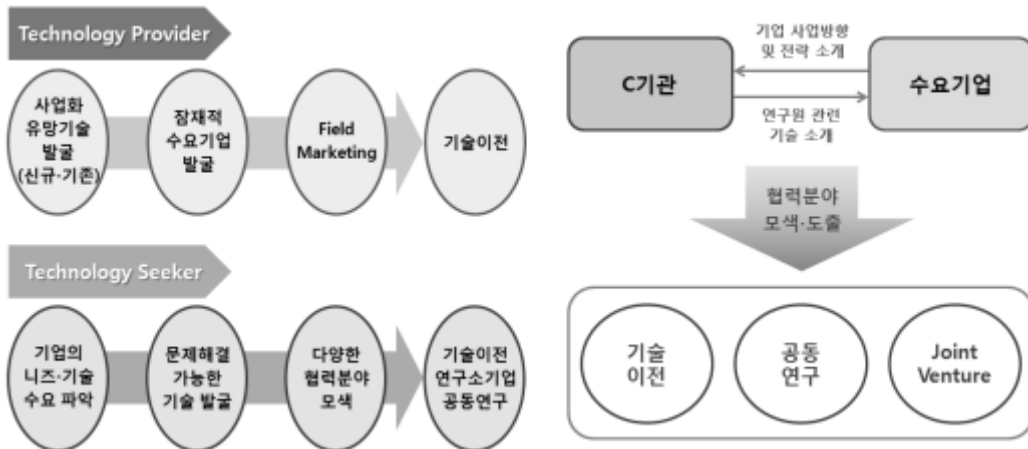 Technology Provider
사업화
유망기술
발굴
(신규·기존)
잠재적
수요기업
발굴
Field
Marketing
기술이전
Technology Seeker
기업의
니즈·기술
수요 파악
문제해결
가능한
기술 발굴
다양한
협력분야
모색
기술이전
연구소기업
공동연구
C기관
기업 사업방향
및 전략 소개
연구원 관련
기술 소개
수요기업
협력분야
모색·도출
기술
이전
공동
연구
Joint
Venture